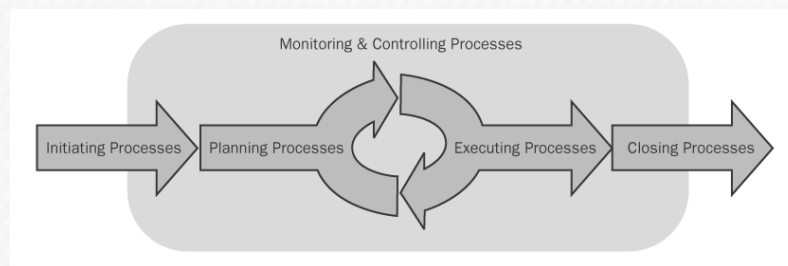 Monitoring & Controlling Processes
Initiating Processes
Planning Processes
Executing Processes
Closing Processes